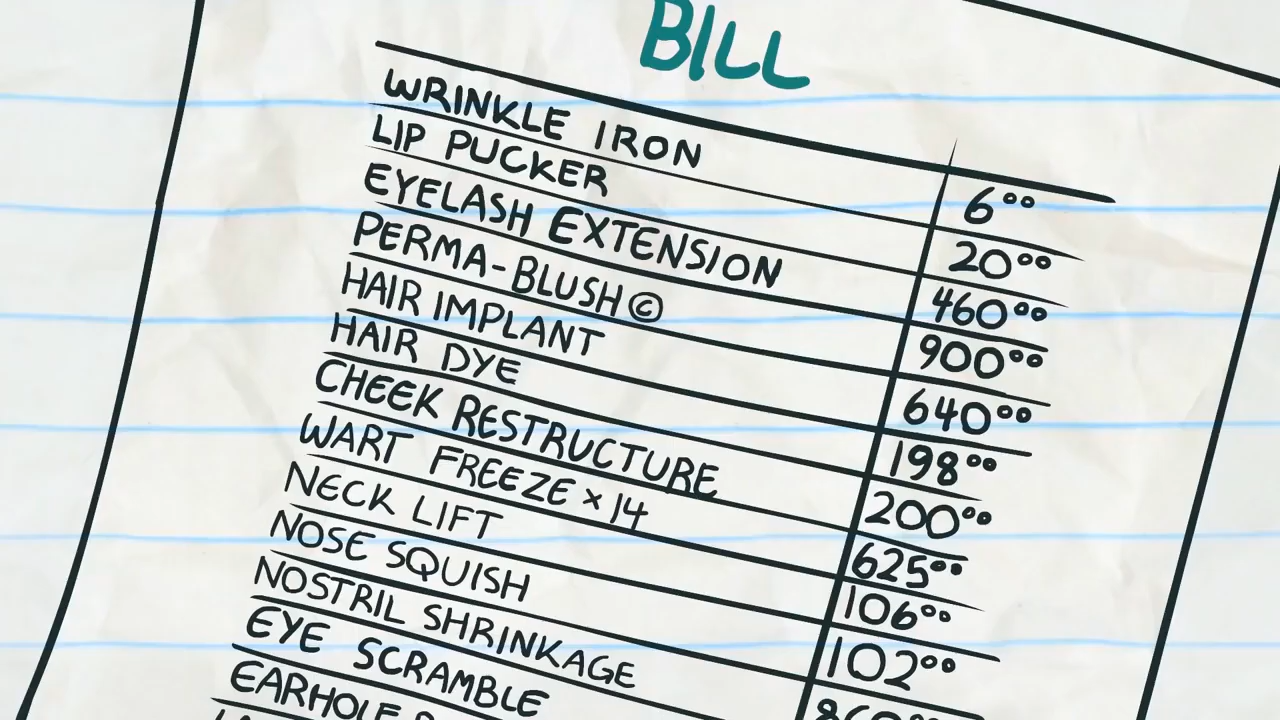 BILL
WRINKLE IRON 6⁰⁰
LIP PUCKER 20⁰⁰
EYELASH EXTENSION 460⁰⁰
PERMA-BLUSH © 900⁰⁰
HAIR IMPLANT 640⁰⁰
HAIR DYE 198⁰⁰
CHEEK RESTRUCTURE 200⁰⁰
WART FREEZE × 14 625⁰⁰
NECK LIFT 106⁰⁰
NOSE SQUISH 102⁰⁰
NOSTRIL SHRINKAGE
EYE SCRAMBLE
EARHOLE